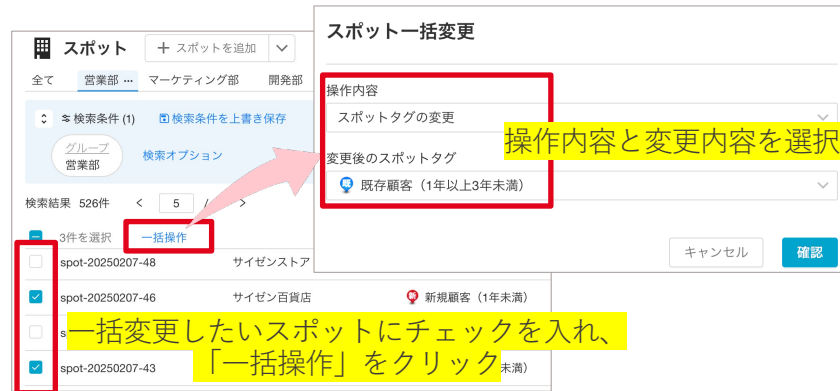 スポット
+ スポットを追加
全て 営業部 … マーケティング部 開発部
検索条件 (1) 検索条件を上書き保存
グループ
営業部
検索オプション
検索結果 526件 < 5 / >
3件を選択 一括操作
spot-20250207-48 サイゼンストア
spot-20250207-46 サイゼン百貨店 新 新規顧客（1年未満）
s
spot-20250207-43 未満）
一括変更したいスポットにチェックを入れ、
「一括操作」をクリック
スポット一括変更
操作内容
スポットタグの変更
変更後のスポットタグ
既 既存顧客（1年以上3年未満）
操作内容と変更内容を選択
キャンセル 確認